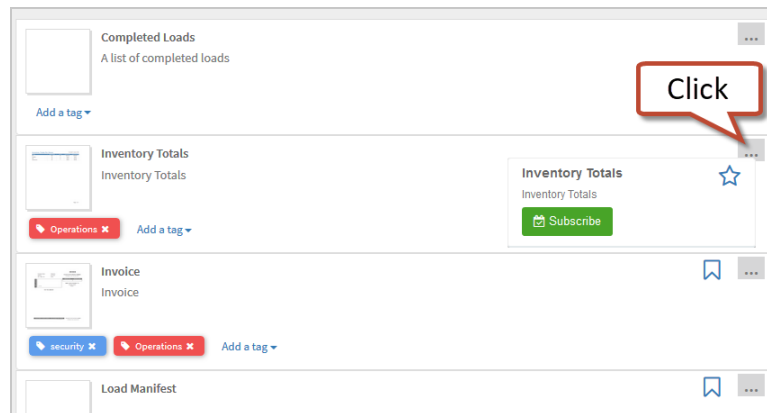 Completed Loads
...
A list of completed loads
Click
Add a tag
Inventory Totals
...
Inventory Totals
Inventory Totals
Inventory Totals
Subscribe
Operations ✖
Add a tag
Invoice
...
Invoice
security ✖
Operations ✖
Add a tag
Load Manifest
...